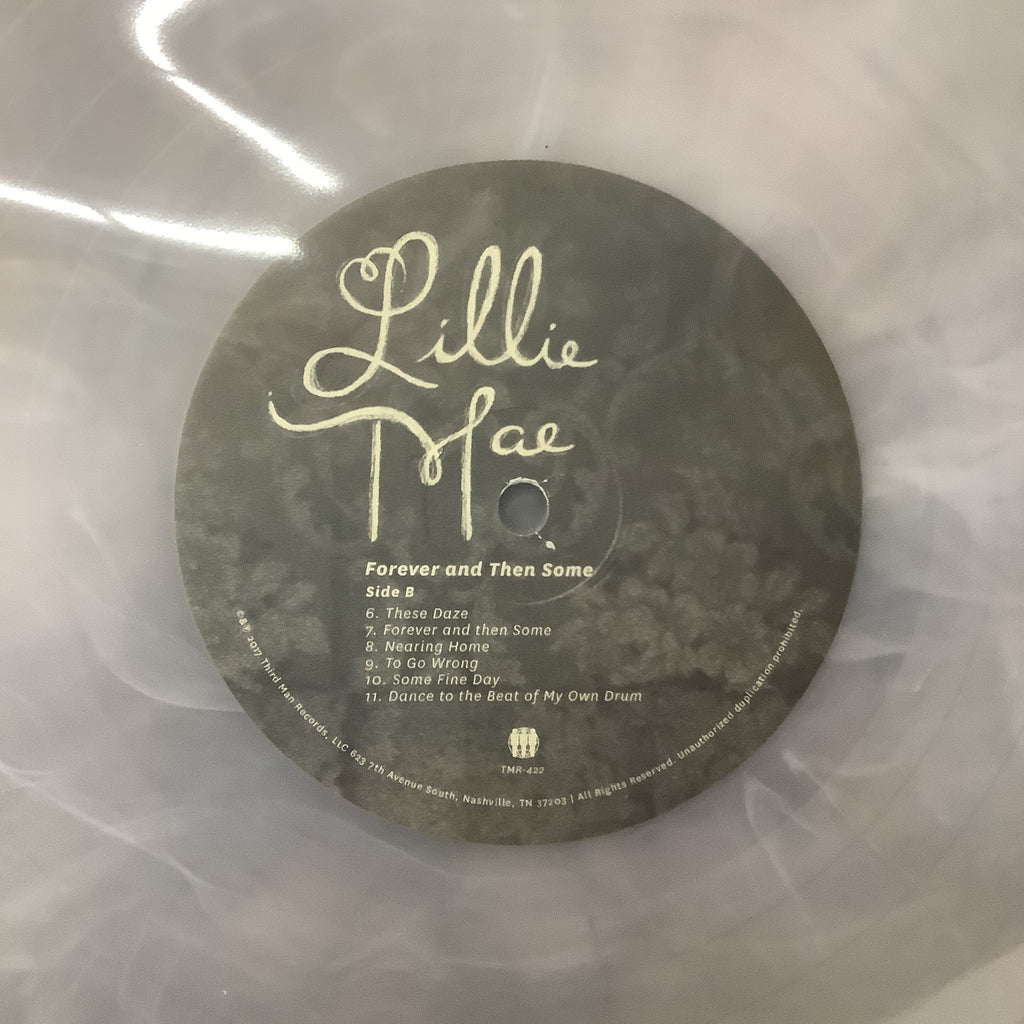 Lillie
Mae
Forever and Then Some
Side B
6. These Daze
7. Forever and then Some
8. Nearing Home
9. To Go Wrong
10. Some Fine Day
11. Dance to the Beat of My Own Drum
TMR-422
©&℗ 2017 Third Man Records, LLC 623 7th Avenue South, Nashville, TN 37203 | All Rights Reserved. Unauthorized duplication prohibited.